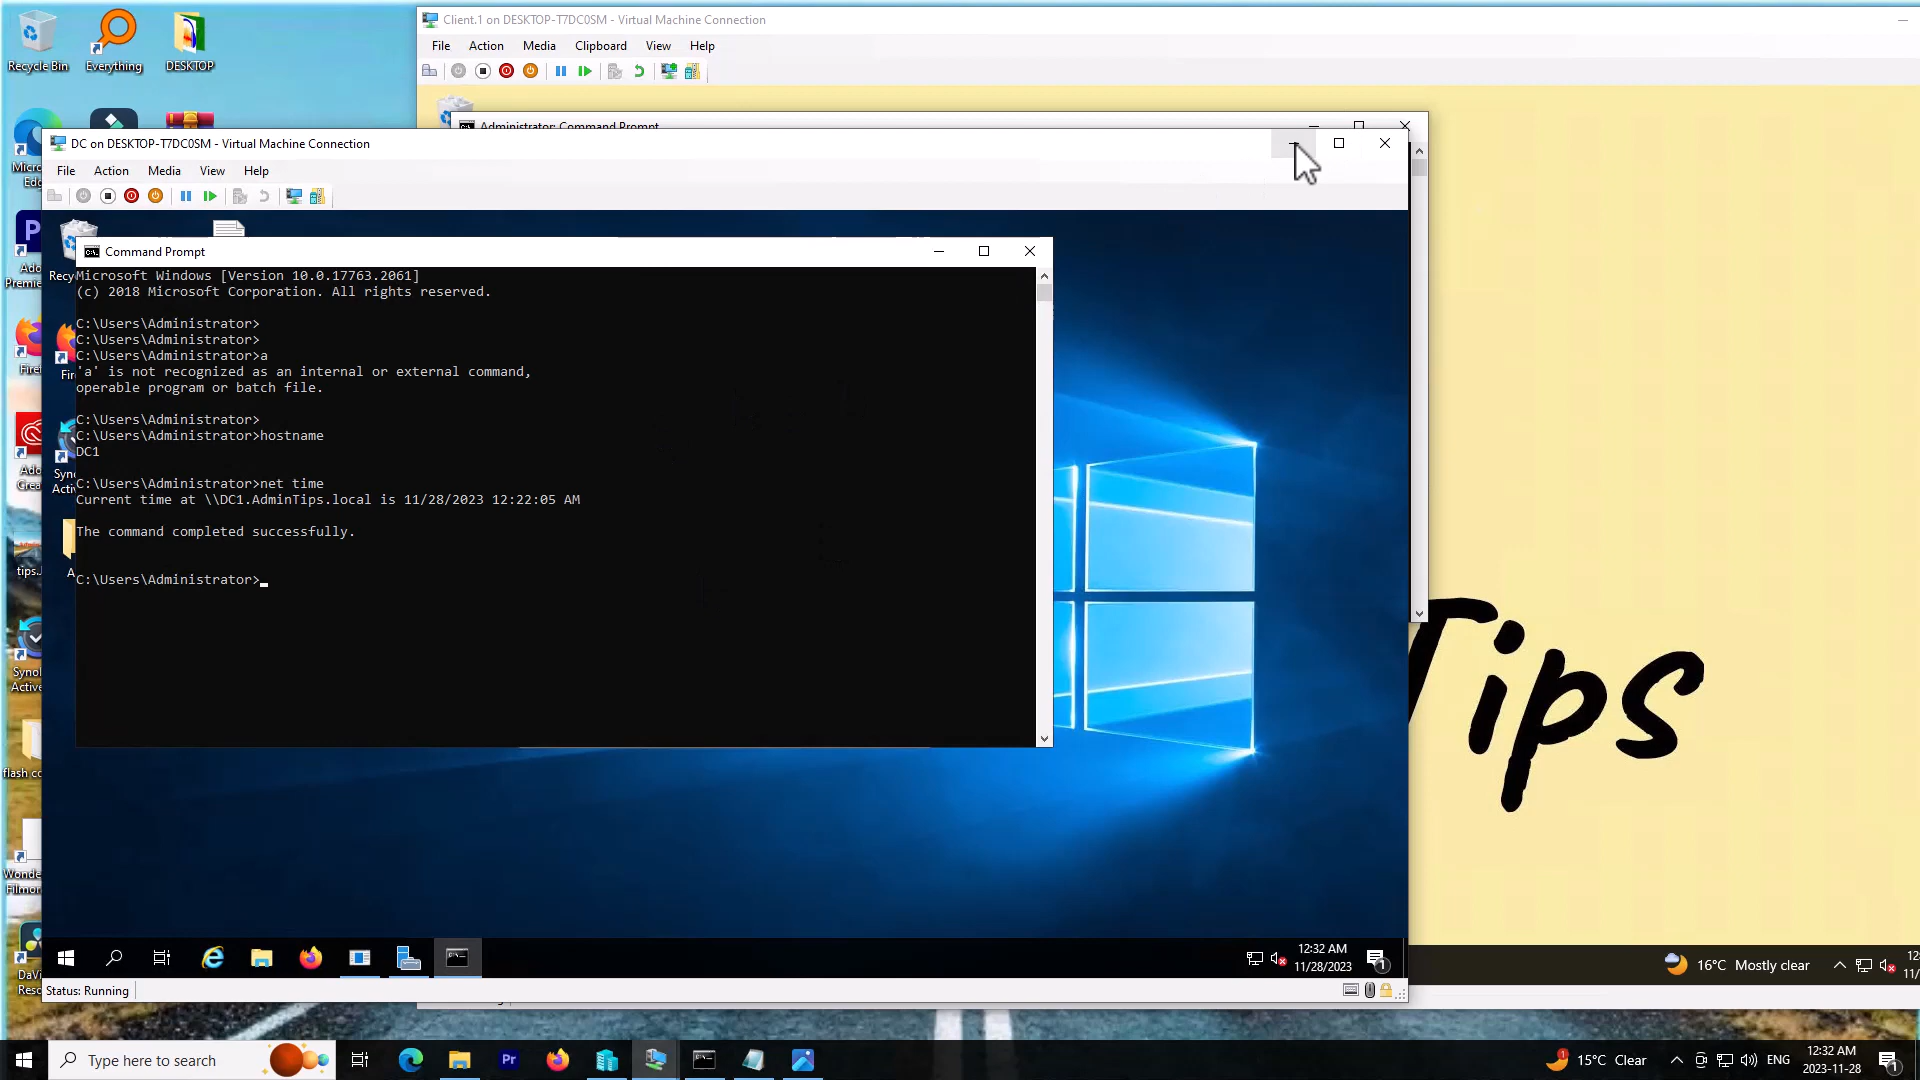 Recycle Bin
Everything
DESKTOP
Client.1 on DESKTOP-T7DC0SM - Virtual Machine Connection
File Action Media Clipboard View Help
Administrator: Command Prompt
DC on DESKTOP-T7DC0SM - Virtual Machine Connection
File Action Media View Help
Command Prompt
Microsoft Windows [Version 10.0.17763.2061]
(c) 2018 Microsoft Corporation. All rights reserved.
C:\Users\Administrator>
C:\Users\Administrator>
C:\Users\Administrator>a
'a' is not recognized as an internal or external command,
operable program or batch file.
C:\Users\Administrator>
C:\Users\Administrator>hostname
DC1
C:\Users\Administrator>net time
Current time at \\DC1.AdminTips.local is 11/28/2023 12:22:05 AM
The command completed successfully.
C:\Users\Administrator>
Tips
12:32 AM
11/28/2023
16°C Mostly clear
Status: Running
Type here to search
15°C Clear
ENG
12:32 AM
2023-11-28